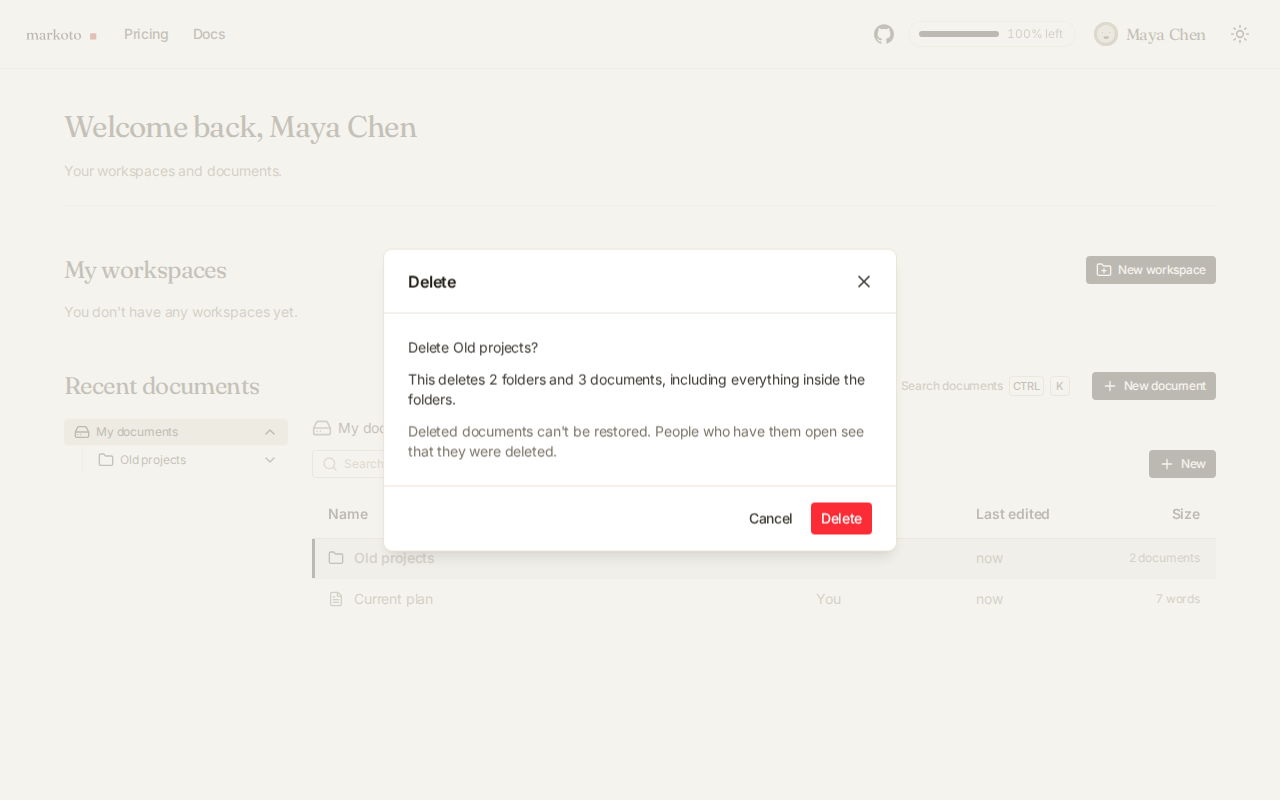 markoto
Pricing
Docs
100% left
Maya Chen
Welcome back, Maya Chen
Your workspaces and documents.
My workspaces
New workspace
You don't have any workspaces yet.
Delete
Delete Old projects?
This deletes 2 folders and 3 documents, including everything inside the
folders.
Deleted documents can't be restored. People who have them open see
that they were deleted.
Cancel
Delete
Recent documents
Search documents
CTRL
K
New document
My documents
Old projects
My doc
Search
New
Name
Last edited
Size
Old projects
now
2 documents
Current plan
You
now
7 words